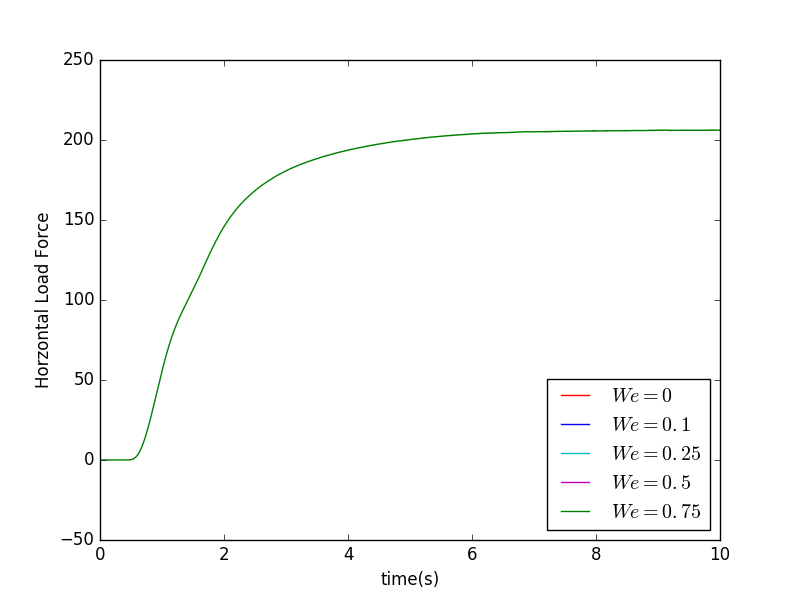 250
200
150
100
50
0
−50
0 2 4 6 8 10
Horzontal Load Force
time(s)
We = 0
We = 0.1
We = 0.25
We = 0.5
We = 0.75